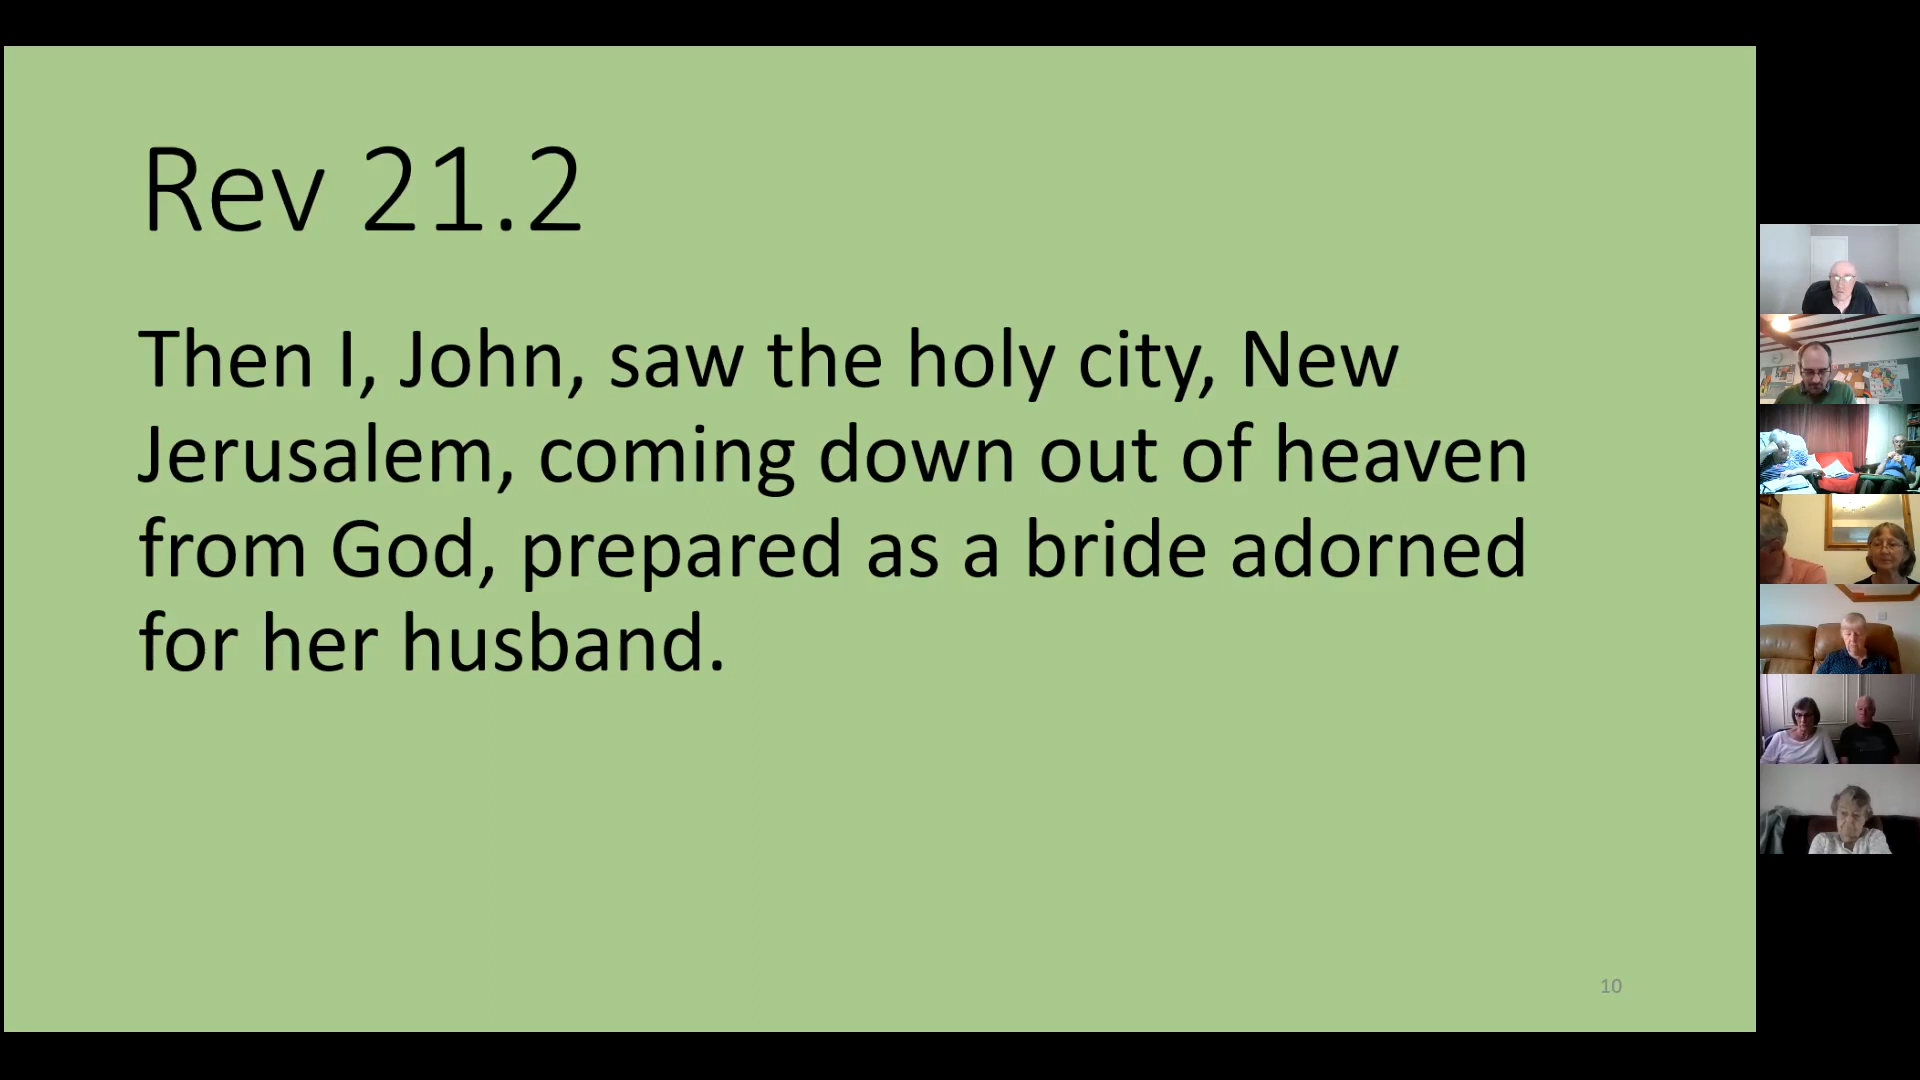 Rev 21.2
Then I, John, saw the holy city, New
Jerusalem, coming down out of heaven
from God, prepared as a bride adorned
for her husband.
10